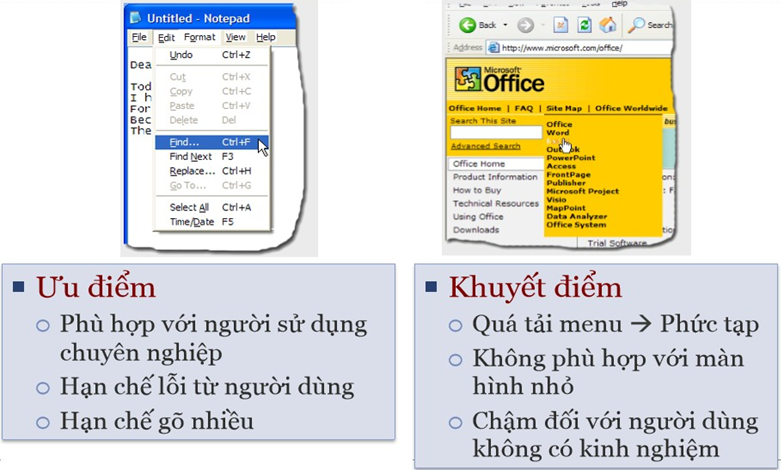 Untitled - Notepad
File Edit Format View Help
Undo Ctrl+Z
Cut Ctrl+X
Copy Ctrl+C
Paste Ctrl+V
Delete Del
Find... Ctrl+F
Find Next F3
Replace... Ctrl+H
Go To... Ctrl+G
Select All Ctrl+A
Time/Date F5
Dea
Tod
I h
For
Bec
The
Back Search
Address http://www.microsoft.com/office/
Microsoft
Office
Office Home | FAQ | Site Map | Office Worldwide
Search This Site
Advanced Search
Office Home
Product Information
How to Buy
Technical Resources
Using Office
Downloads
Office
Word
Outlook
PowerPoint
Access
FrontPage
Publisher
Microsoft Project
Visio
MapPoint
Data Analyzer
Office System
bus
Trial Software
Ưu điểm
Phù hợp với người sử dụng
chuyên nghiệp
Hạn chế lỗi từ người dùng
Hạn chế gõ nhiều
Khuyết điểm
Quá tải menu → Phức tạp
Không phù hợp với màn
hình nhỏ
Chậm đối với người dùng
không có kinh nghiệm